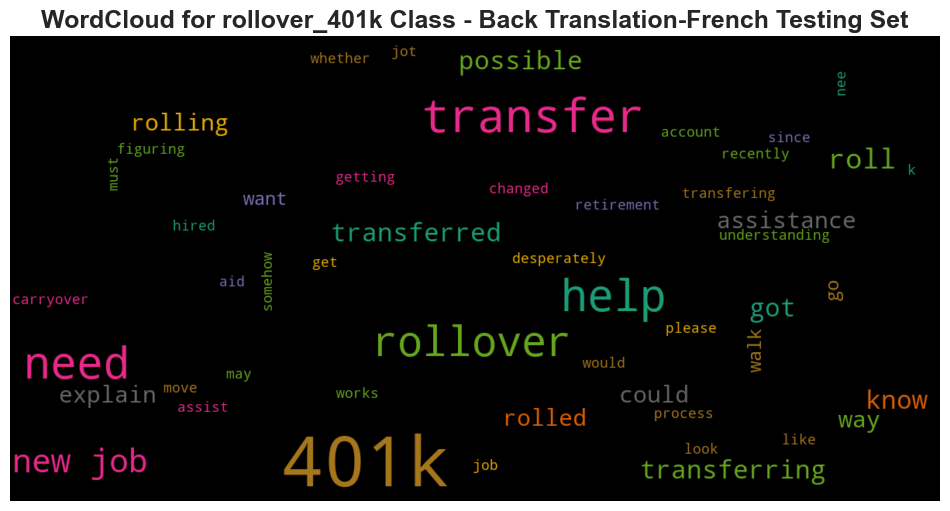 WordCloud for rollover_401k Class - Back Translation-French Testing Set
whether
jot
possible
nee
transfer
rolling
account
since
figuring
recently
roll
k
must
getting
changed
transfering
want
retirement
assistance
hired
transferred
understanding
get
desperately
somehow
aid
help
go
carryover
got
please
rollover
walk
need
would
may
move
works
explain
could
know
assist
process
rolled
way
look
like
new job
401k
job
transferring